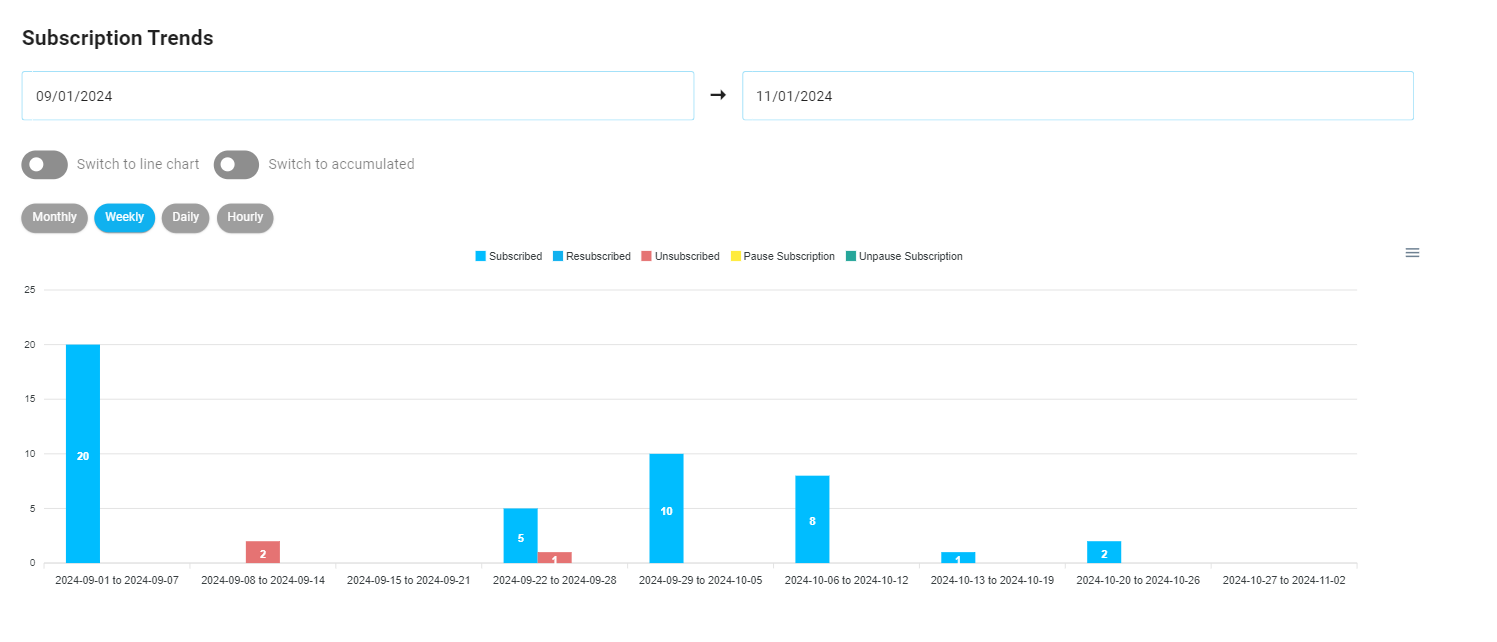 Subscription Trends
09/01/2024 → 11/01/2024
Switch to line chart Switch to accumulated
Monthly Weekly Daily Hourly
Subscribed Resubscribed Unsubscribed Pause Subscription Unpause Subscription
25
20
15
10
5
0
20
2
5
1
10
8
1
2
2024-09-01 to 2024-09-07 2024-09-08 to 2024-09-14 2024-09-15 to 2024-09-21 2024-09-22 to 2024-09-28 2024-09-29 to 2024-10-05 2024-10-06 to 2024-10-12 2024-10-13 to 2024-10-19 2024-10-20 to 2024-10-26 2024-10-27 to 2024-11-02